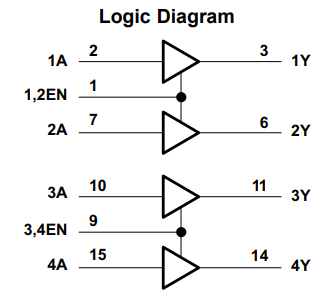 Logic Diagram
1A 2 3 1Y
1,2EN 1
2A 7 6 2Y
3A 10 11 3Y
3,4EN 9
4A 15 14 4Y